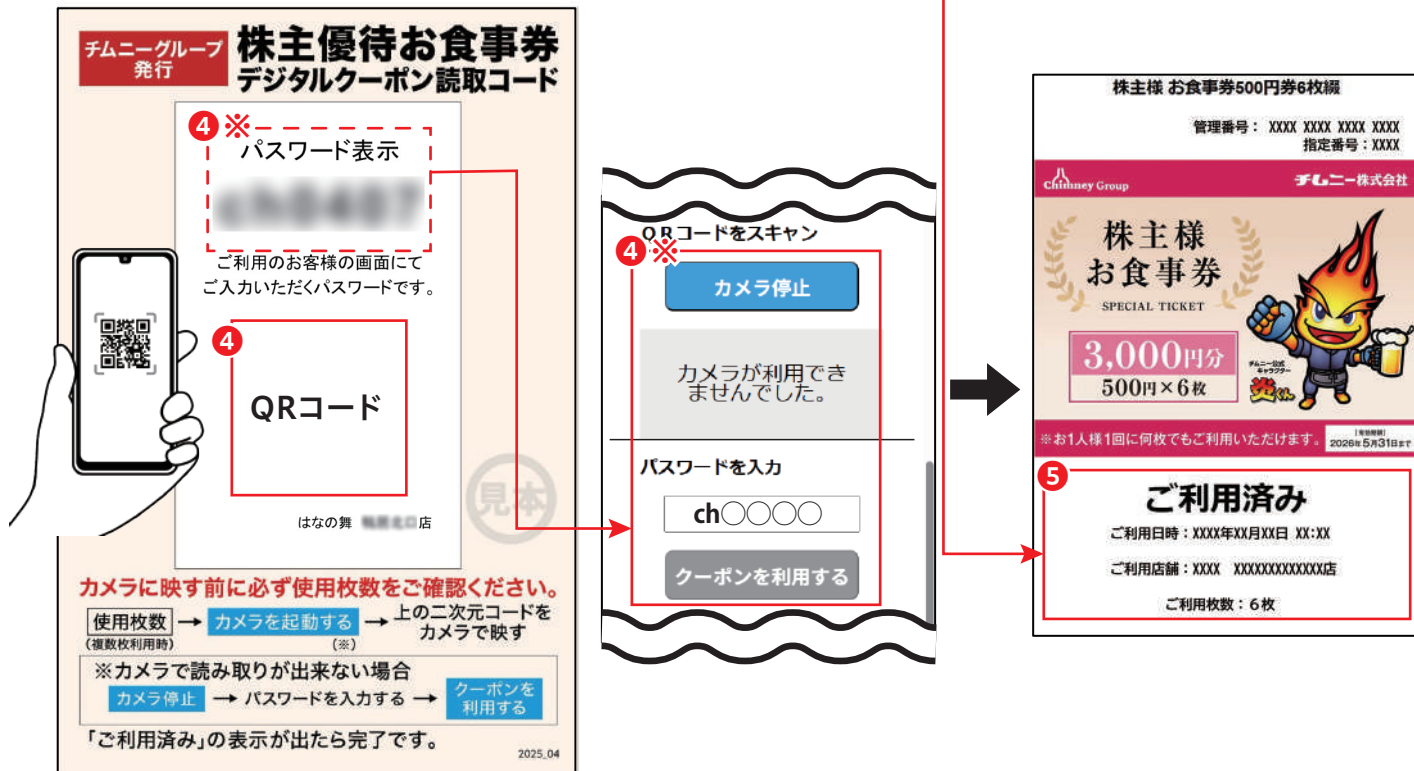 チムニーグループ
発行
株主優待お食事券
デジタルクーポン読取コード
4 ※
パスワード表示
ご利用のお客様の画面にて
ご入力いただくパスワードです。
4
QRコード
見本
はなの舞
店
カメラに映す前に必ず使用枚数をご確認ください。
使用枚数 → カメラを起動する → 上の二次元コードを
カメラで映す
(複数枚利用時)
(※)
※カメラで読み取りが出来ない場合
カメラ停止 → パスワードを入力する → クーポンを
利用する
「ご利用済み」の表示が出たら完了です。
2025_04
QRコードをスキャン
4 ※
カメラ停止
カメラが利用でき
ませんでした。
パスワードを入力
ch○○○○
クーポンを利用する
株主様 お食事券500円券6枚綴
管理番号: XXXX XXXX XXXX XXXX
指定番号:XXXX
Chimney Group
チムニー株式会社
株主様
お食事券
SPECIAL TICKET
3,000円分
500円×6枚
チムニー公式
キャラクター
炎くん
※お1人様1回に何枚でもご利用いただけます。
[有効期限]
2026年5月31日まで
5
ご利用済み
ご利用日時:XXXX年XX月XX日 XX:XX
ご利用店舗:XXXX XXXXXXXXXXXXX店
ご利用枚数:6枚